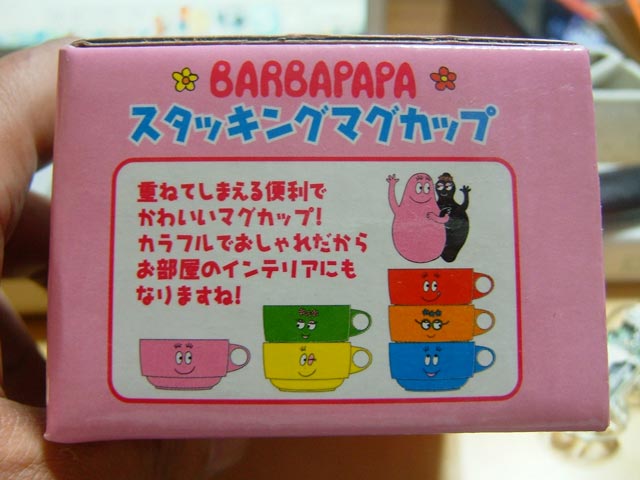 BARBAPAPA
スタッキングマグカップ
重ねてしまえる便利で
かわいいマグカップ!
カラフルでおしゃれだから
お部屋のインテリアにも
なりますね!